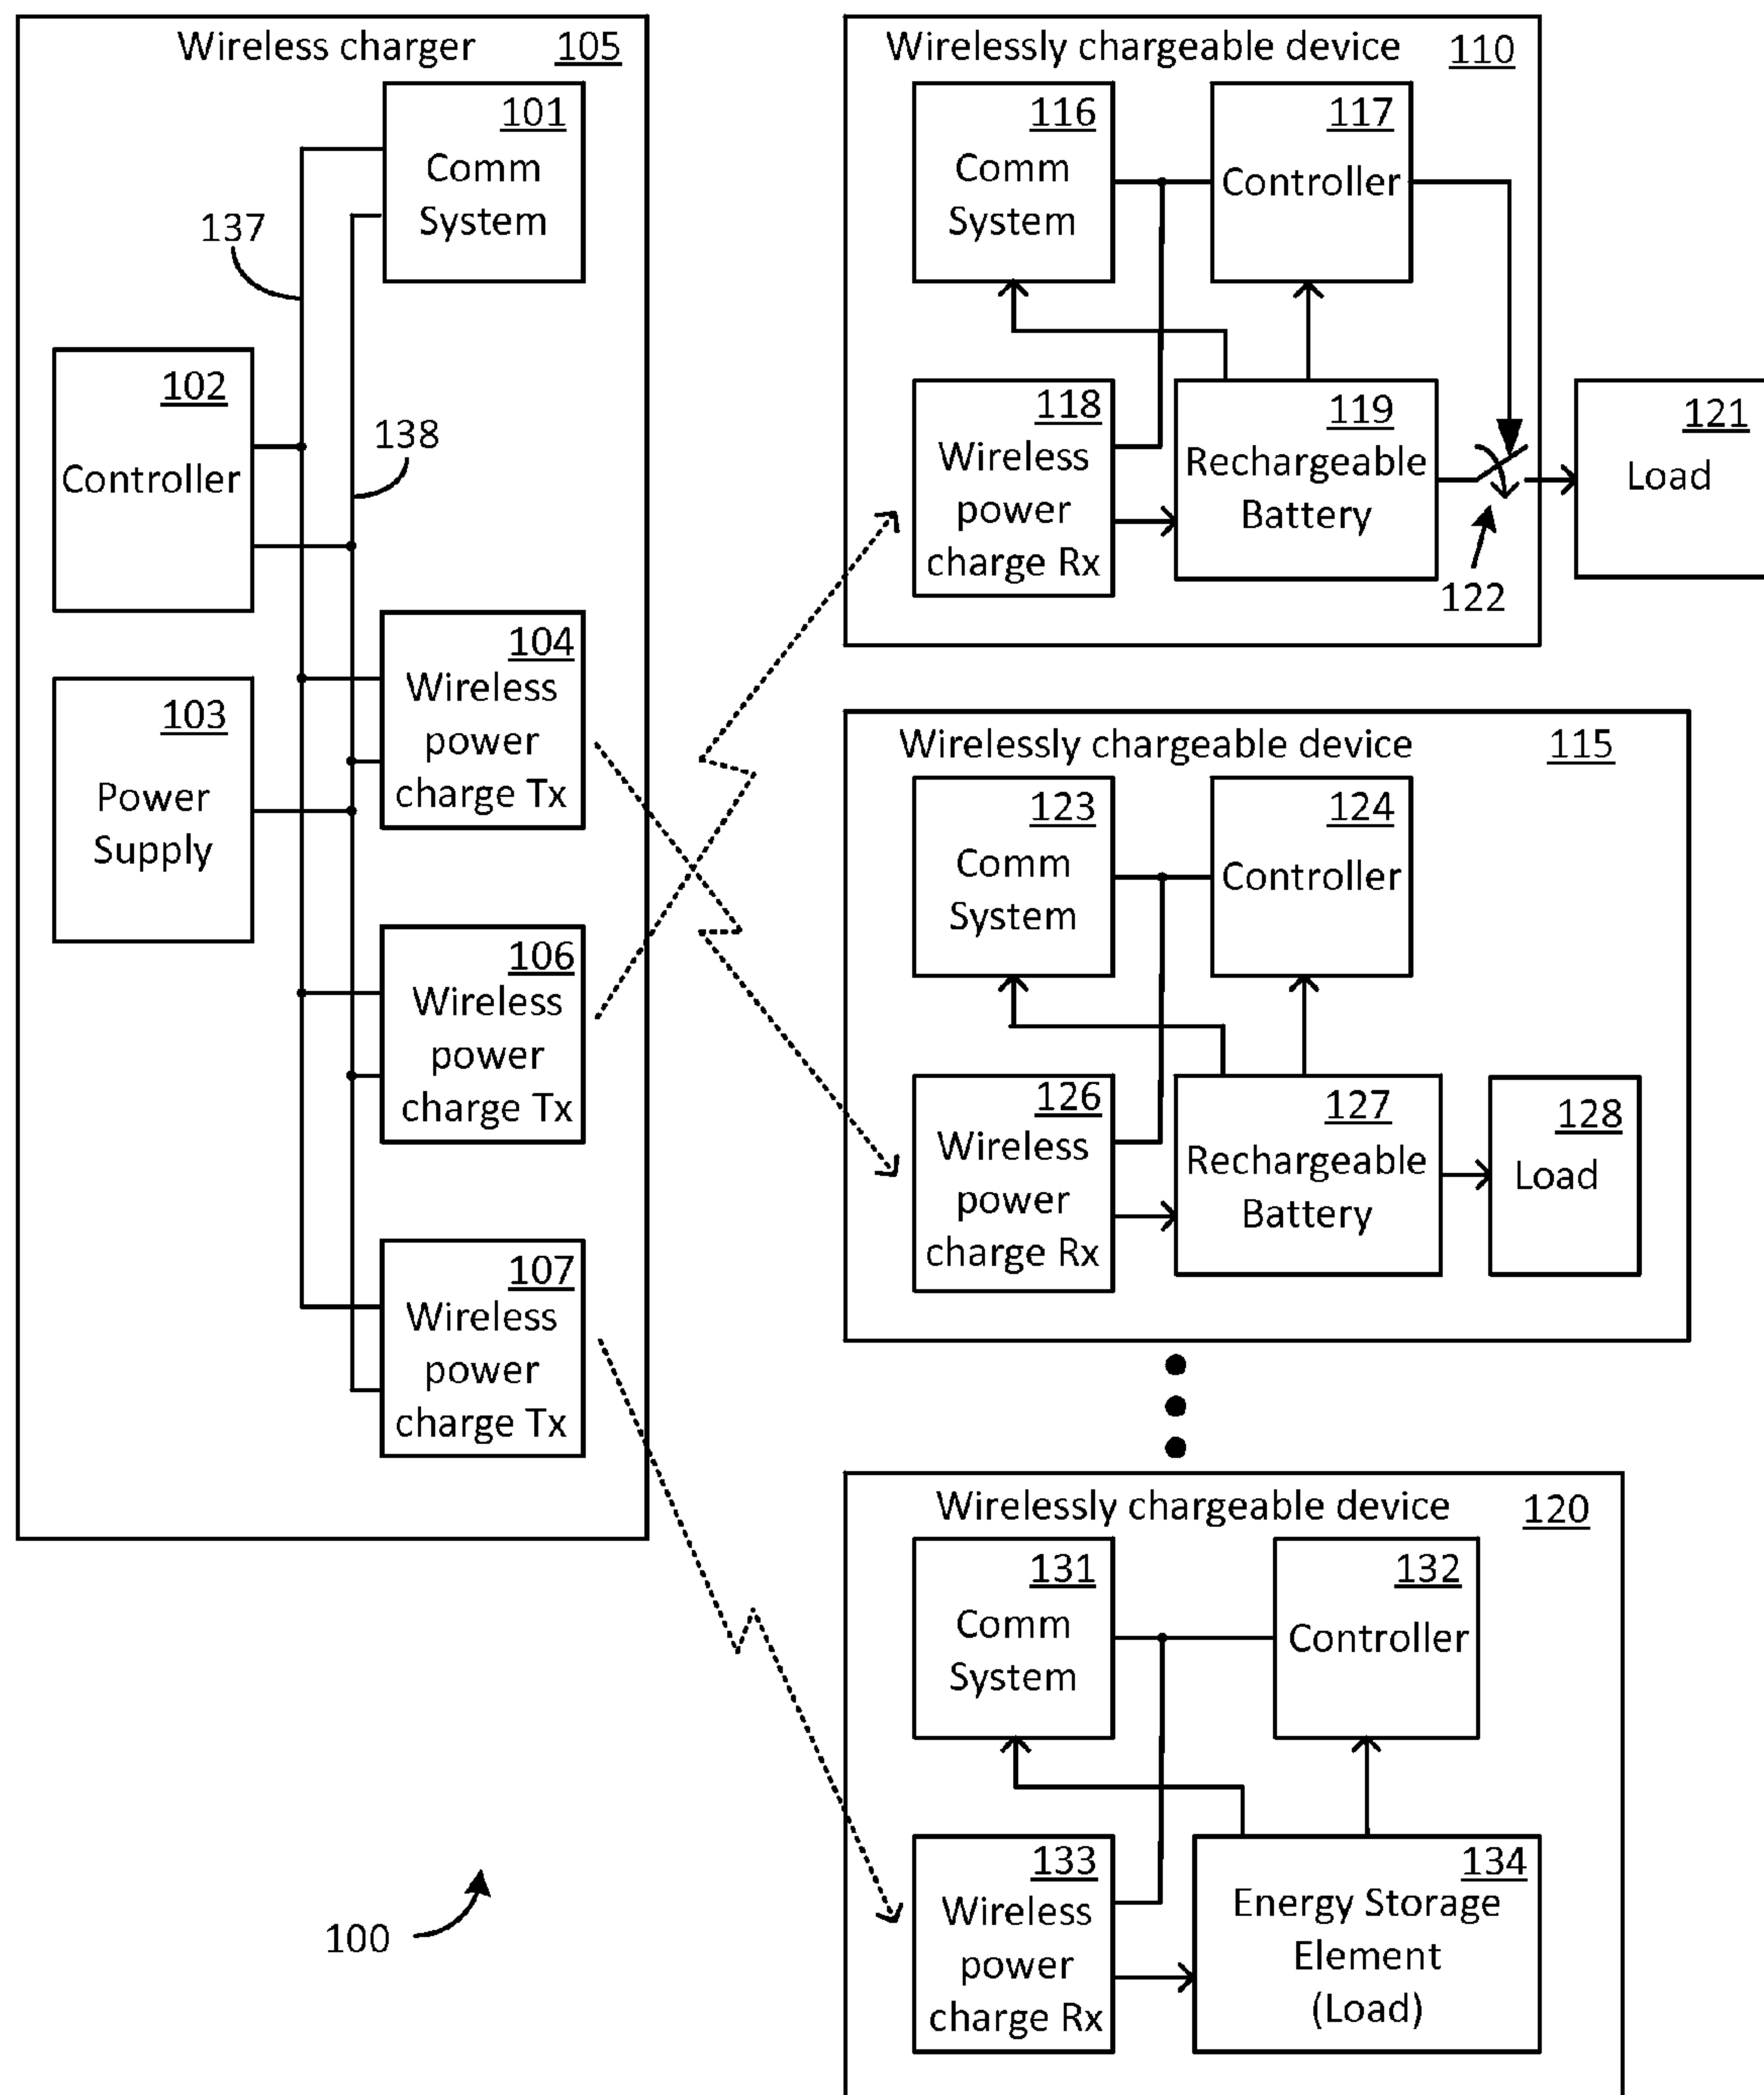 Wireless charger 105
101
Comm
System
137
102
Controller
138
103
Power
Supply
104
Wireless
power
charge Tx
106
Wireless
power
charge Tx
107
Wireless
power
charge Tx
100
Wirelessly chargeable device 110
116
Comm
System
117
Controller
118
Wireless
power
charge Rx
119
Rechargeable
Battery
122
121
Load
Wirelessly chargeable device 115
123
Comm
System
124
Controller
126
Wireless
power
charge Rx
127
Rechargeable
Battery
128
Load
Wirelessly chargeable device 120
131
Comm
System
132
Controller
133
Wireless
power
charge Rx
134
Energy Storage
Element
(Load)